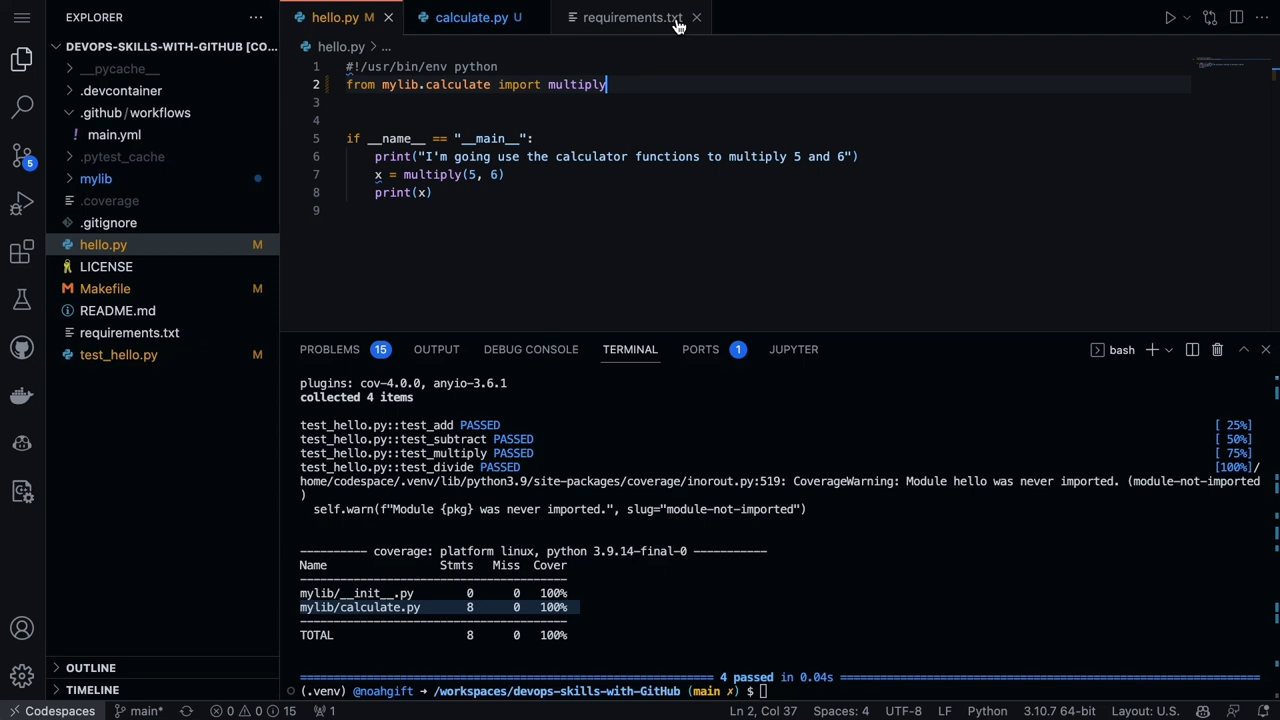 EXPLORER
hello.py M
calculate.py U
requirements.txt
DEVOPS-SKILLS-WITH-GITHUB [CO...
hello.py > ...
__pycache__
.devcontainer
.github/workflows
main.yml
.pytest_cache
mylib
.coverage
.gitignore
hello.py M
LICENSE
Makefile M
README.md
requirements.txt
test_hello.py M
5
1 #!/usr/bin/env python
2 from mylib.calculate import multiply
3
4
5 if __name__ == "__main__":
6 print("I'm going use the calculator functions to multiply 5 and 6")
7 x = multiply(5, 6)
8 print(x)
9
PROBLEMS 15 OUTPUT DEBUG CONSOLE TERMINAL PORTS 1 JUPYTER
bash
plugins: cov-4.0.0, anyio-3.6.1
collected 4 items
test_hello.py::test_add PASSED [ 25%]
test_hello.py::test_subtract PASSED [ 50%]
test_hello.py::test_multiply PASSED [ 75%]
test_hello.py::test_divide PASSED [100%]/
home/codespace/.venv/lib/python3.9/site-packages/coverage/inorout.py:519: CoverageWarning: Module hello was never imported. (module-not-imported
)
self.warn(f"Module {pkg} was never imported.", slug="module-not-imported")
---------- coverage: platform linux, python 3.9.14-final-0 -----------
Name Stmts Miss Cover
mylib/__init__.py 0 0 100%
mylib/calculate.py 8 0 100%
TOTAL 8 0 100%
4 passed in 0.04s
(.venv) @noahgift → /workspaces/devops-skills-with-GitHub (main ✗) $
OUTLINE
TIMELINE
Codespaces main* 0 0 15 1 Ln 2, Col 37 Spaces: 4 UTF-8 LF Python 3.10.7 64-bit Layout: U.S.